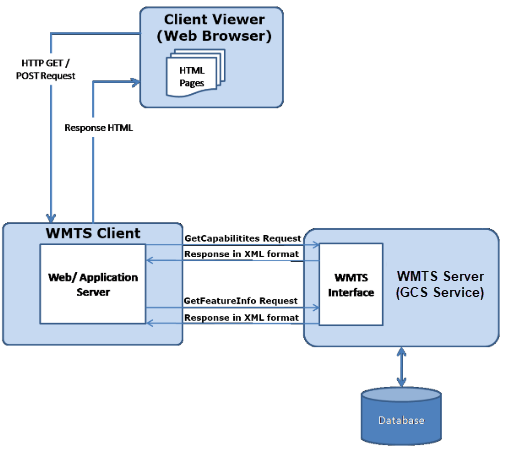 Client Viewer
(Web Browser)
HTML
Pages
HTTP GET /
POST Request
Response HTML
WMTS Client
Web/ Application
Server
GetCapabilitites Request
Response in XML format
GetFeatureInfo Request
Response in XML format
WMTS
Interface
WMTS Server
(GCS Service)
Database